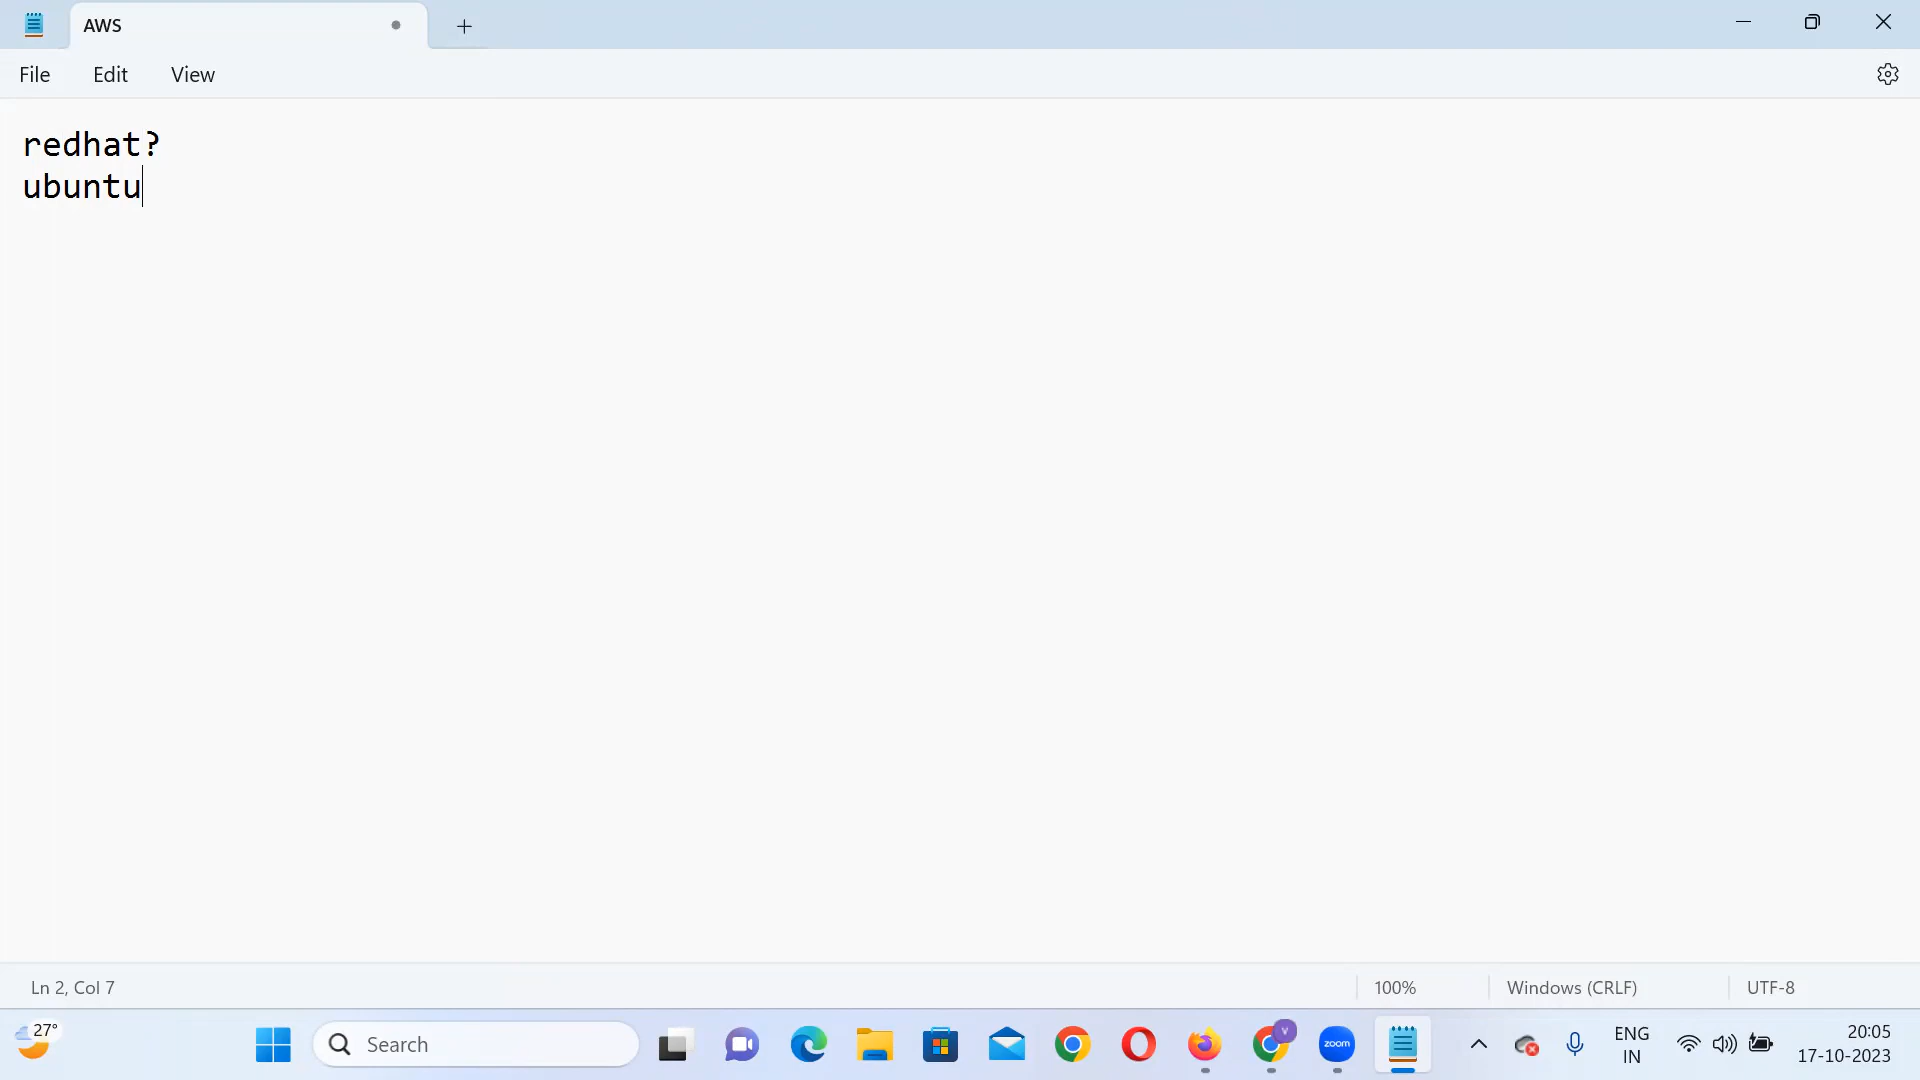 AWS
File Edit View
redhat?
ubuntu
Ln 2, Col 7 100% Windows (CRLF) UTF-8
27°
Search
V
zoom
ENG
IN
20:05
17-10-2023